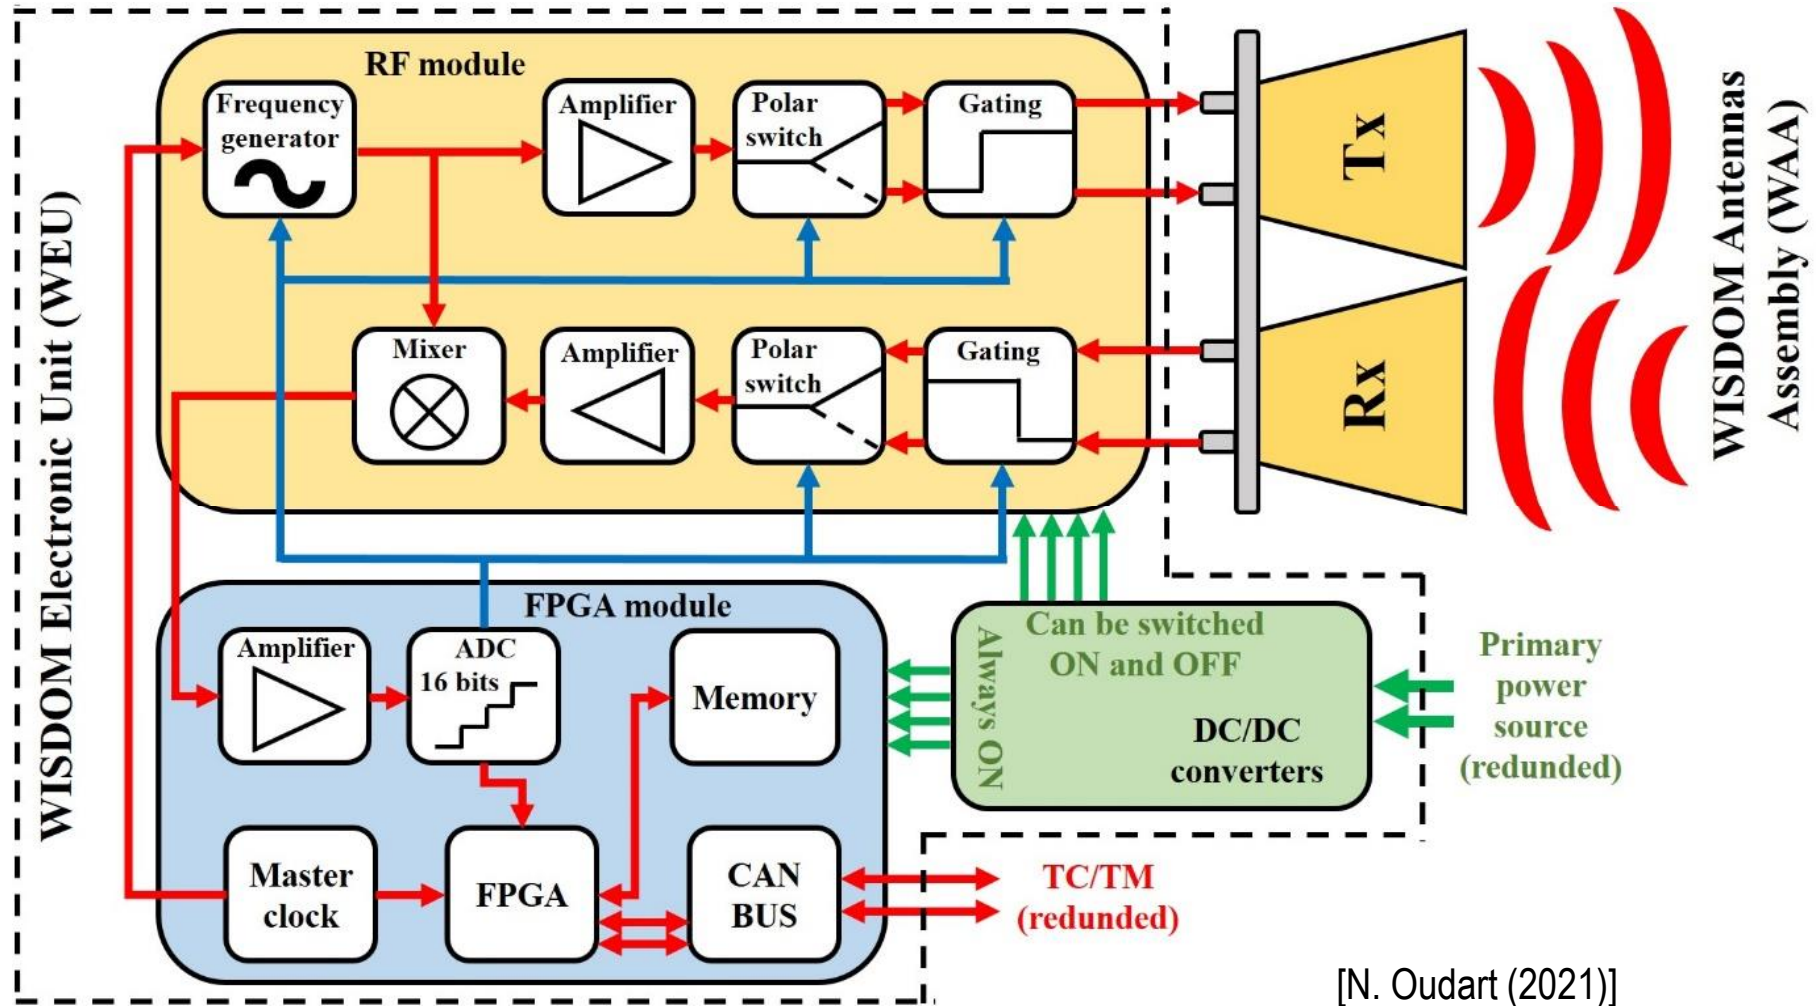 WISDOM Electronic Unit (WEU)
RF module
Frequency
generator
Amplifier
Polar
switch
Gating
Mixer
Amplifier
Polar
switch
Gating
Tx
Rx
WISDOM Antennas
Assembly (WAA)
FPGA module
Amplifier
ADC
16 bits
Memory
Master
clock
FPGA
CAN
BUS
Always ON
Can be switched
ON and OFF
DC/DC
converters
Primary
power
source
(redunded)
TC/TM
(redunded)
[N. Oudart (2021)]